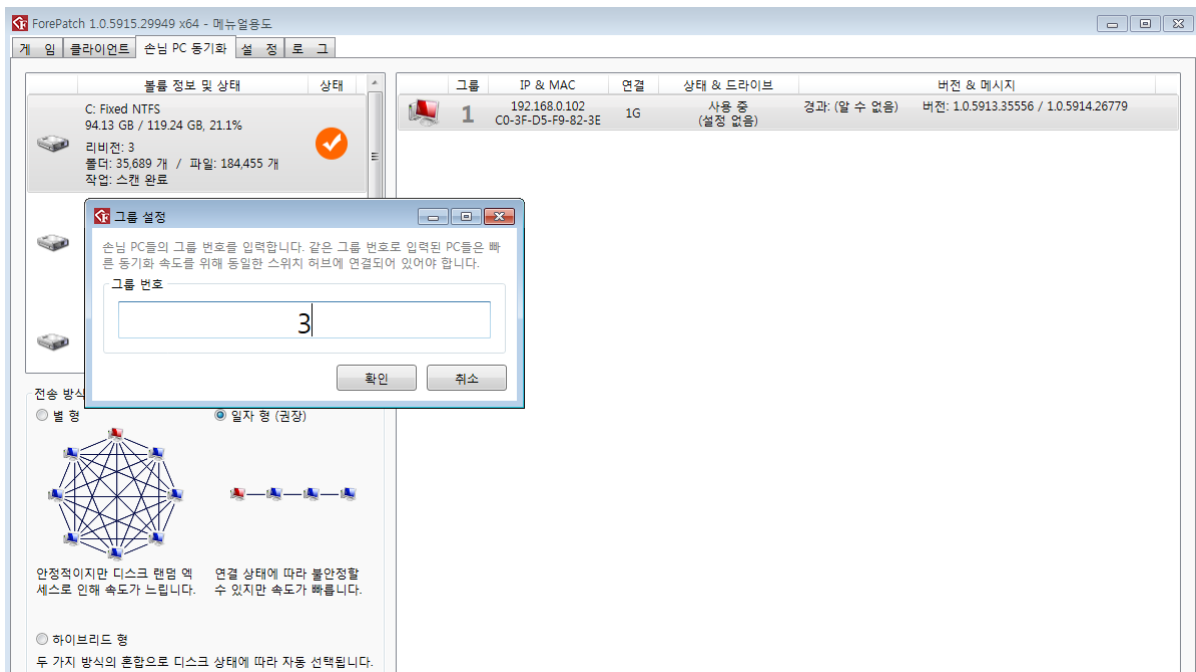 ForePatch 1.0.5915.29949 x64 - 메뉴얼용도
게 임 클라이언트 손님 PC 동기화 설 정 로 그
볼륨 정보 및 상태 상태
C: Fixed NTFS
94.13 GB / 119.24 GB, 21.1%
리비전: 3
폴더: 35,689 개 / 파일: 184,455 개
작업: 스캔 완료
그룹 IP & MAC 연결 상태 & 드라이브 버전 & 메시지
1 192.168.0.102 1G 사용 중 경과: (알 수 없음) 버전: 1.0.5913.35556 / 1.0.5914.26779
C0-3F-D5-F9-82-3E (설정 없음)
그룹 설정
손님 PC들의 그룹 번호를 입력합니다. 같은 그룹 번호로 입력된 PC들은 빠
른 동기화 속도를 위해 동일한 스위치 허브에 연결되어 있어야 합니다.
그룹 번호
3
확인 취소
전송 방식
별 형 일자 형 (권장)
안정적이지만 디스크 랜덤 엑 연결 상태에 따라 불안정할
세스로 인해 속도가 느립니다. 수 있지만 속도가 빠릅니다.
하이브리드 형
두 가지 방식의 혼합으로 디스크 상태에 따라 자동 선택됩니다.